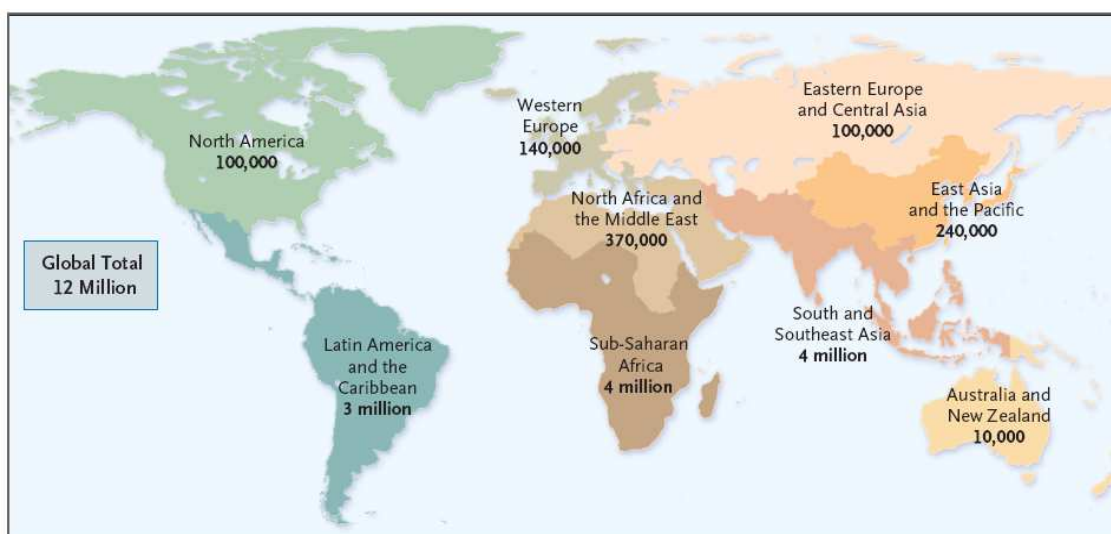 North America
100,000
Western
Europe
140,000
Eastern Europe
and Central Asia
100,000
North Africa and
the Middle East
370,000
East Asia
and the Pacific
240,000
Global Total
12 Million
Latin America
and the
Caribbean
3 million
Sub-Saharan
Africa
4 million
South and
Southeast Asia
4 million
Australia and
New Zealand
10,000